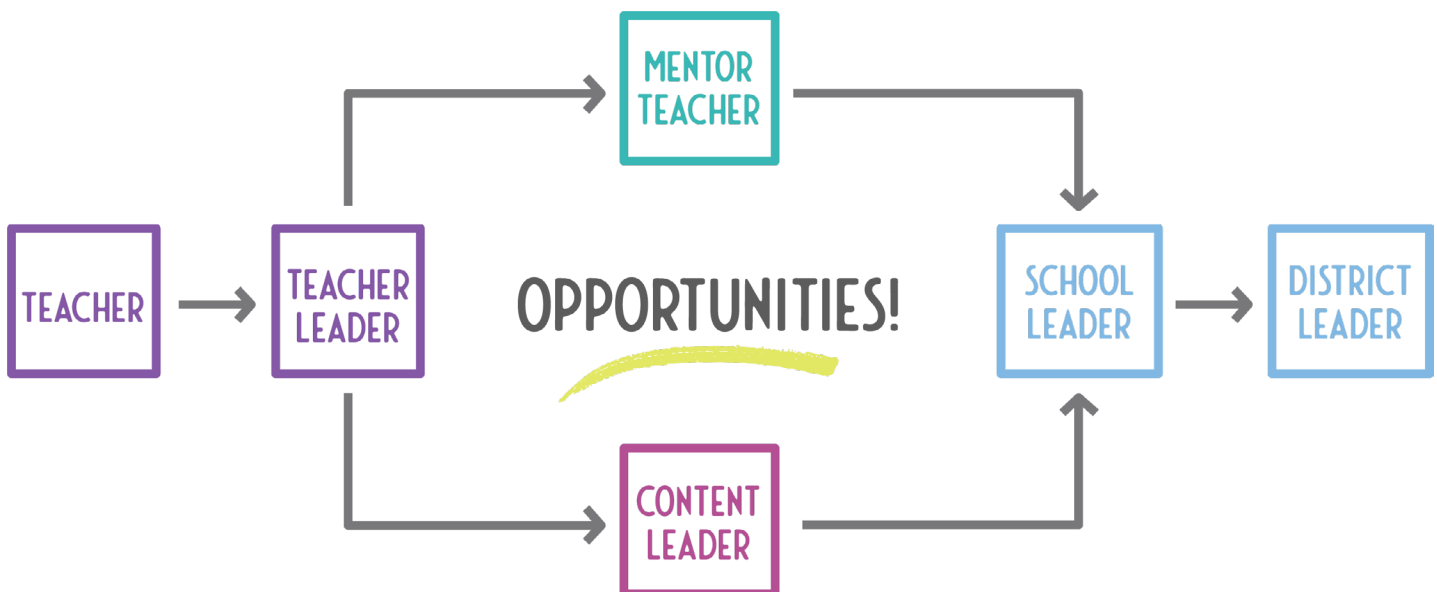 MENTOR
TEACHER
TEACHER
TEACHER
LEADER
OPPORTUNITIES!
SCHOOL
LEADER
DISTRICT
LEADER
CONTENT
LEADER